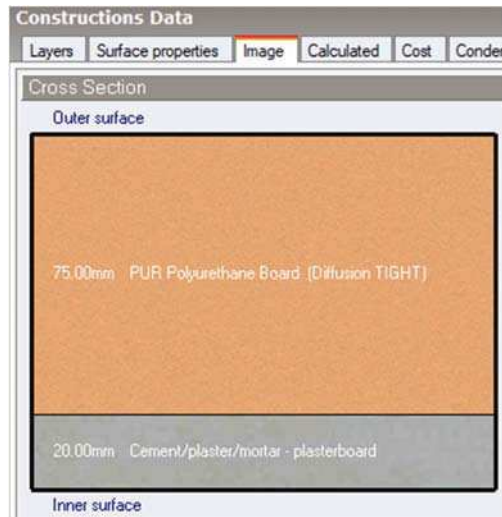 Constructions Data
Layers Surface properties Image Calculated Cost Conde
Cross Section
Outer surface
75.00mm PUR Polyurethane Board (Diffusion TIGHT)
20.00mm Cement/plaster/mortar - plasterboard
Inner surface